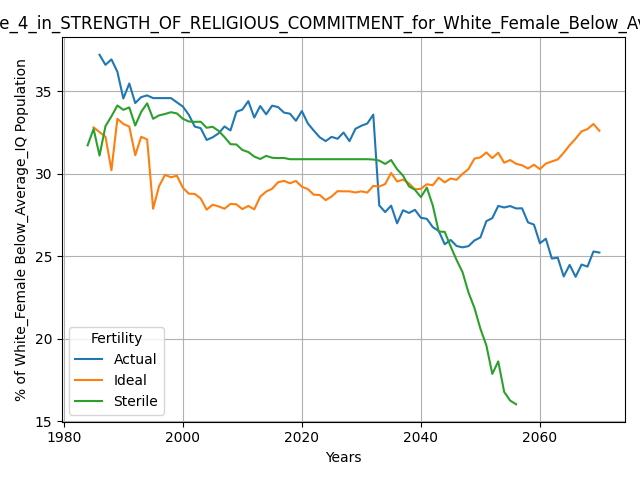 e_4_in_STRENGTH_OF_RELIGIOUS_COMMITMENT_for_White_Female_Below_Av
% of White_Female Below_Average_IQ Population
35
30
25
20
15
1980
2000
2020
2040
2060
Years
Fertility
Actual
Ideal
Sterile